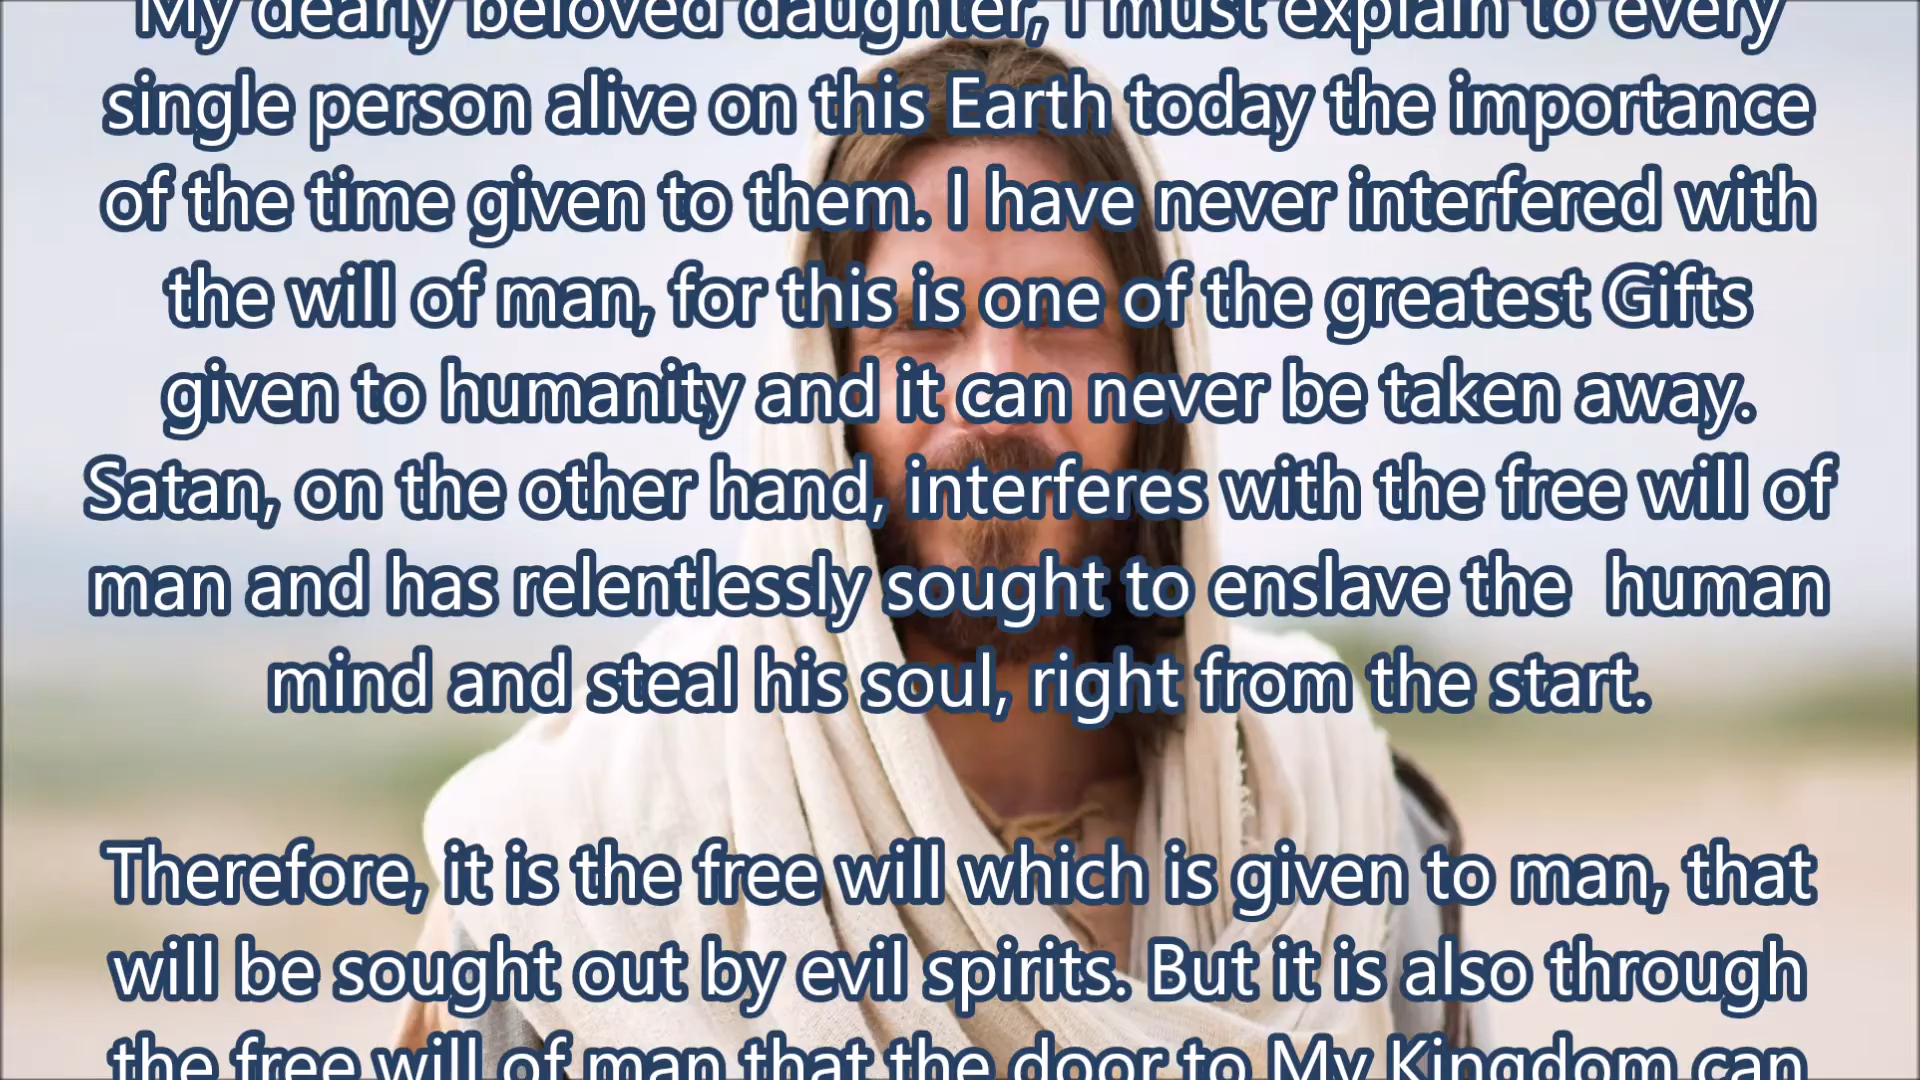 My dearly beloved daughter, I must explain to every
single person alive on this Earth today the importance
of the time given to them. I have never interfered with
the will of man, for this is one of the greatest Gifts
given to humanity and it can never be taken away.
Satan, on the other hand, interferes with the free will of
man and has relentlessly sought to enslave the  human
mind and steal his soul, right from the start.
Therefore, it is the free will which is given to man, that
will be sought out by evil spirits. But it is also through
the free will of man that the door to My Kingdom can